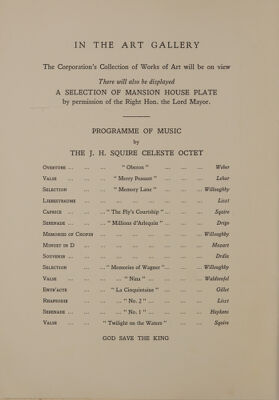 IN THE ART GALLERY
The Corporation's Collection of Works of Art will be on view
There will also be displayed
A SELECTION OF MANSION HOUSE PLATE
by permission of the Right Hon. the Lord Mayor.
PROGRAMME OF MUSIC
by
THE J. H. SQUIRE CELESTE OCTET
OVERTURE ... ... ... "Oberon" ... ... ... ... Weber
VALSE ... ... ... "Merry Peasant" ... ... ... Lehar
SELECTION ... ... ... "Memory Lane" ... ... ... Willoughby
LIEBESTRAUME ... ... ... ... ... ... ... Liszt
CAPRICE ... ... "The Fly's Courtship" ... ... ... Squire
SERENADE ... ... ... "Millions d'Arlequin" ... ... ... Drigo
MEMORIES OF CHOPIN ... ... ... ... ... ... Willoughby
MINUET IN D ... ... ... ... ... ... ... Mozart
SOUVENIR ... ... ... ... ... ... ... ... Drdla
SELECTION ... ... ... "Memories of Wagner" ... ... ... Willoughby
VALSE ... ... ... "Nina" ... ... ... ... Waldteufel
ENTR'ACTE ... ... "La Cinquintaine" ... ... ... Gillet
RHAPSODIE ... ... ... "No. 2" ... ... ... ... Liszt
SERENADE ... ... ... "No. 1" ... ... ... ... Heykens
VALSE ... ... "Twilight on the Waters" ... ... ... Squire
GOD SAVE THE KING